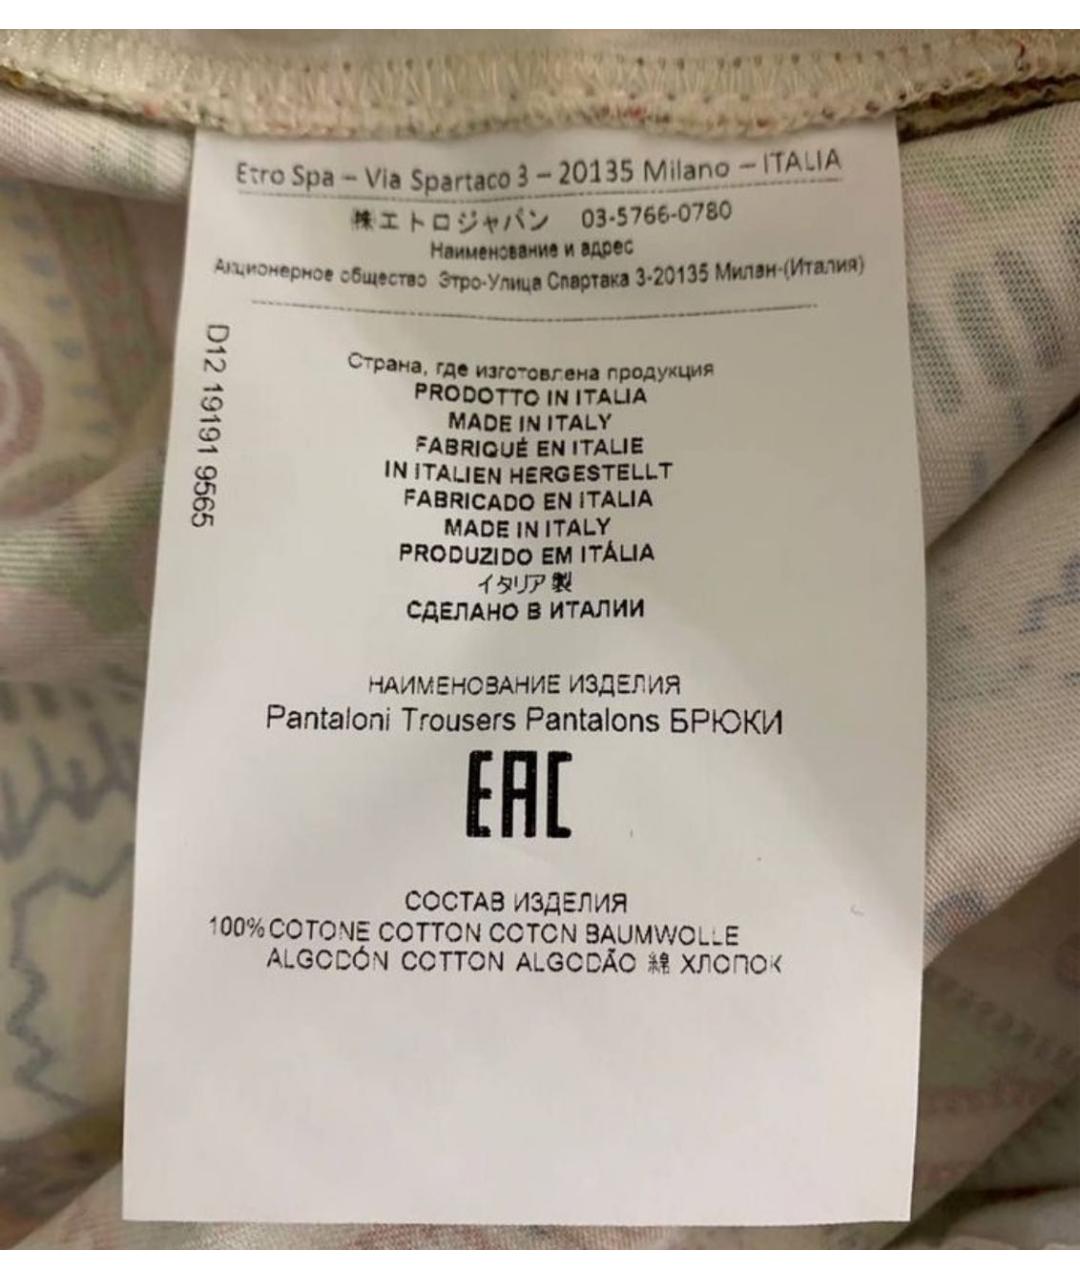 Etro Spa – Via Spartaco 3 – 20135 Milano – ITALIA
㈱エトロジャパン 03-5766-0780
Наименование и адрес
Акционерное общество Этро-Улица Спартака 3-20135 Милан-(Италия)
D12 19191 9565
Страна, где изготовлена продукция
PRODOTTO IN ITALIA
MADE IN ITALY
FABRIQUÉ EN ITALIE
IN ITALIEN HERGESTELLT
FABRICADO EN ITALIA
MADE IN ITALY
PRODUZIDO EM ITÁLIA
イタリア製
СДЕЛАНО В ИТАЛИИ
НАИМЕНОВАНИЕ ИЗДЕЛИЯ
Pantaloni Trousers Pantalons БРЮКИ
EAC
СОСТАВ ИЗДЕЛИЯ
100% COTONE COTTON COTON BAUMWOLLE
ALGODÓN COTTON ALGODÃO 綿 ХЛОПОК